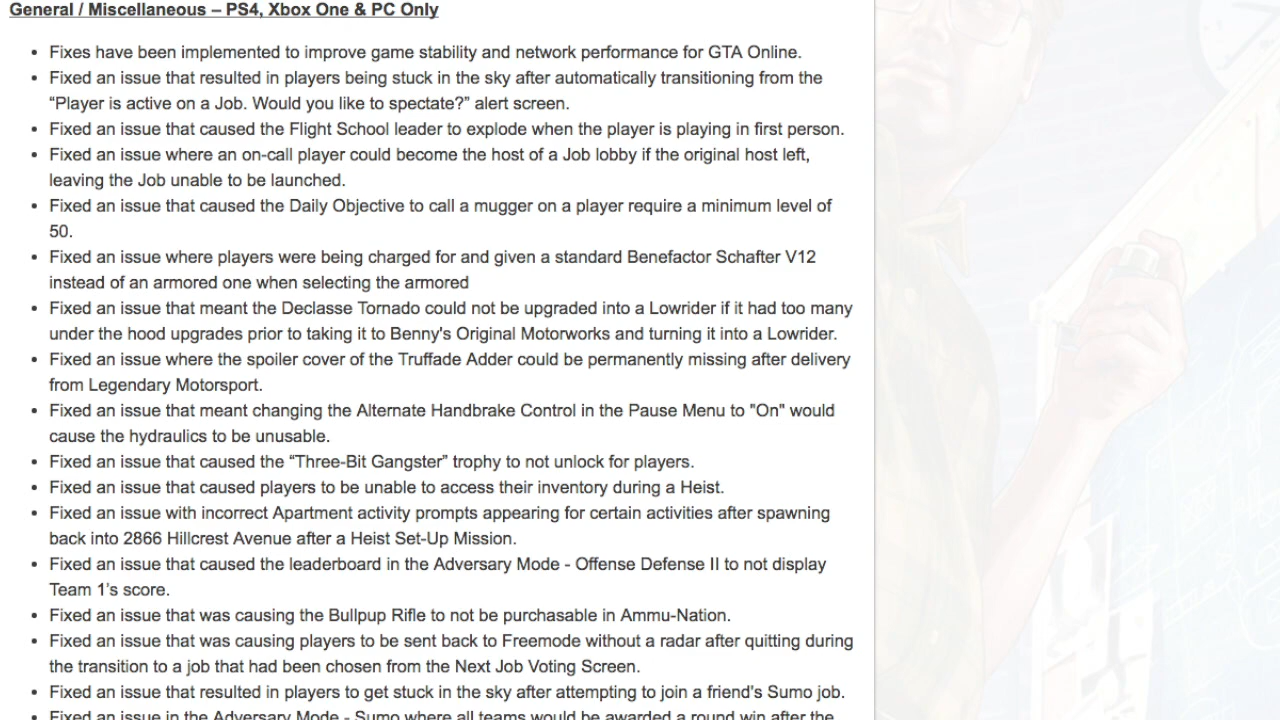 General / Miscellaneous – PS4, Xbox One & PC Only
• Fixes have been implemented to improve game stability and network performance for GTA Online.
• Fixed an issue that resulted in players being stuck in the sky after automatically transitioning from the
“Player is active on a Job. Would you like to spectate?” alert screen.
• Fixed an issue that caused the Flight School leader to explode when the player is playing in first person.
• Fixed an issue where an on-call player could become the host of a Job lobby if the original host left,
leaving the Job unable to be launched.
• Fixed an issue that caused the Daily Objective to call a mugger on a player require a minimum level of
50.
• Fixed an issue where players were being charged for and given a standard Benefactor Schafter V12
instead of an armored one when selecting the armored
• Fixed an issue that meant the Declasse Tornado could not be upgraded into a Lowrider if it had too many
under the hood upgrades prior to taking it to Benny's Original Motorworks and turning it into a Lowrider.
• Fixed an issue where the spoiler cover of the Truffade Adder could be permanently missing after delivery
from Legendary Motorsport.
• Fixed an issue that meant changing the Alternate Handbrake Control in the Pause Menu to "On" would
cause the hydraulics to be unusable.
• Fixed an issue that caused the “Three-Bit Gangster” trophy to not unlock for players.
• Fixed an issue that caused players to be unable to access their inventory during a Heist.
• Fixed an issue with incorrect Apartment activity prompts appearing for certain activities after spawning
back into 2866 Hillcrest Avenue after a Heist Set-Up Mission.
• Fixed an issue that caused the leaderboard in the Adversary Mode - Offense Defense II to not display
Team 1’s score.
• Fixed an issue that was causing the Bullpup Rifle to not be purchasable in Ammu-Nation.
• Fixed an issue that was causing players to be sent back to Freemode without a radar after quitting during
the transition to a job that had been chosen from the Next Job Voting Screen.
• Fixed an issue that resulted in players to get stuck in the sky after attempting to join a friend's Sumo job.
• Fixed an issue in the Adversary Mode - Sumo where all teams would be awarded a round win after the